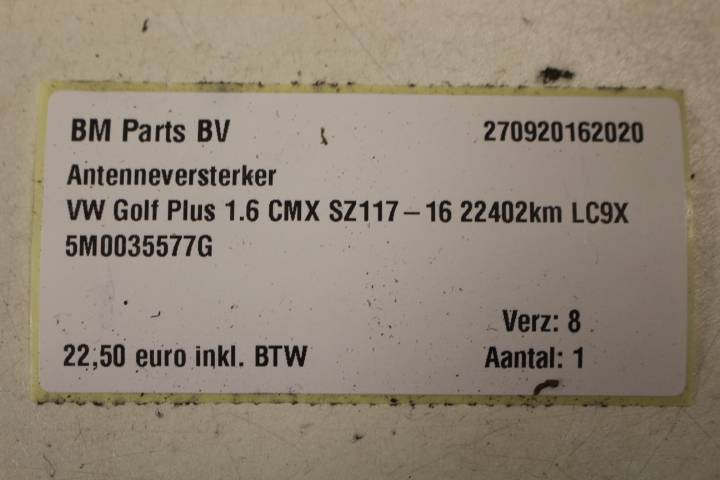 BM Parts BV 270920162020
Antenneversterker
VW Golf Plus 1.6 CMX SZ117-16 22402km LC9X
5M0035577G
Verz: 8
22,50 euro inkl. BTW Aantal: 1